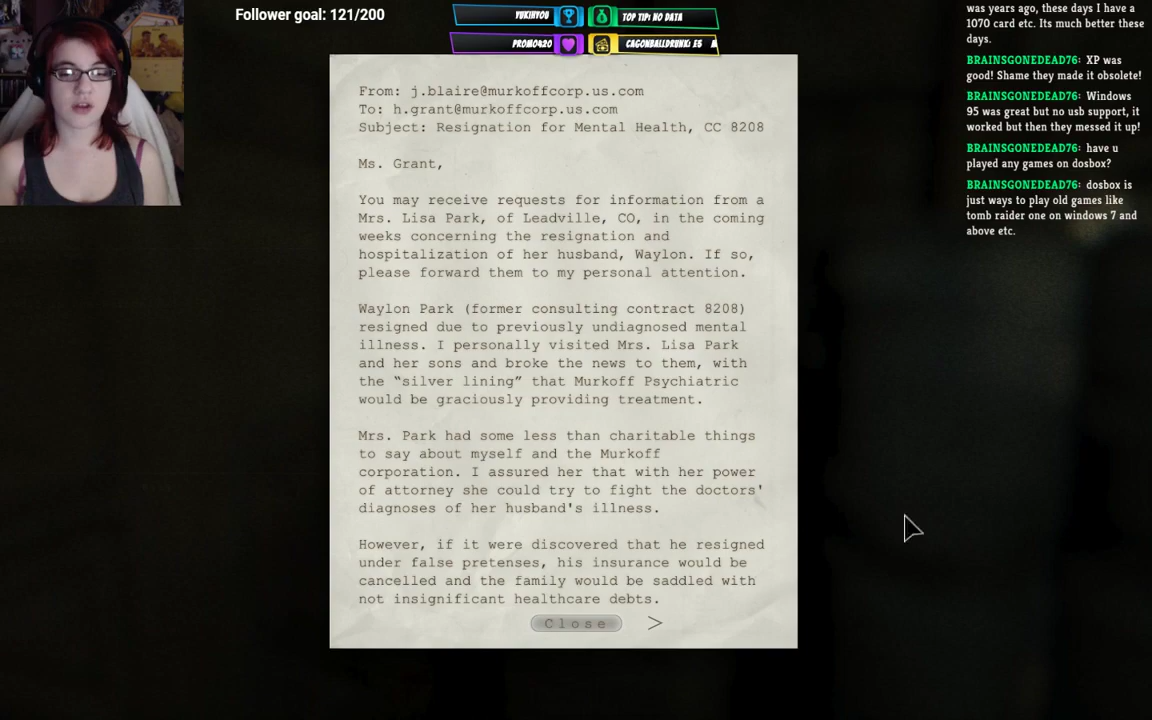 Follower goal: 121/200
YUKINYOU
TOP TIP: NO DATA
PROMO420
CAGONBALLDRUNK: £5
From: j.blaire@murkoffcorp.us.com
To: h.grant@murkoffcorp.us.com
Subject: Resignation for Mental Health, CC 8208
Ms. Grant,
You may receive requests for information from a
Mrs. Lisa Park, of Leadville, CO, in the coming
weeks concerning the resignation and
hospitalization of her husband, Waylon. If so,
please forward them to my personal attention.
Waylon Park (former consulting contract 8208)
resigned due to previously undiagnosed mental
illness. I personally visited Mrs. Lisa Park
and her sons and broke the news to them, with
the “silver lining” that Murkoff Psychiatric
would be graciously providing treatment.
Mrs. Park had some less than charitable things
to say about myself and the Murkoff
corporation. I assured her that with her power
of attorney she could try to fight the doctors'
diagnoses of her husband's illness.
However, if it were discovered that he resigned
under false pretenses, his insurance would be
cancelled and the family would be saddled with
not insignificant healthcare debts.
Close >
was years ago, these days I have a
1070 card etc. Its much better these
days.
BRAINSGONEDEAD76: XP was
good! Shame they made it obsolete!
BRAINSGONEDEAD76: Windows
95 was great but no usb support, it
worked but then they messed it up!
BRAINSGONEDEAD76: have u
played any games on dosbox?
BRAINSGONEDEAD76: dosbox is
just ways to play old games like
tomb raider one on windows 7 and
above etc.